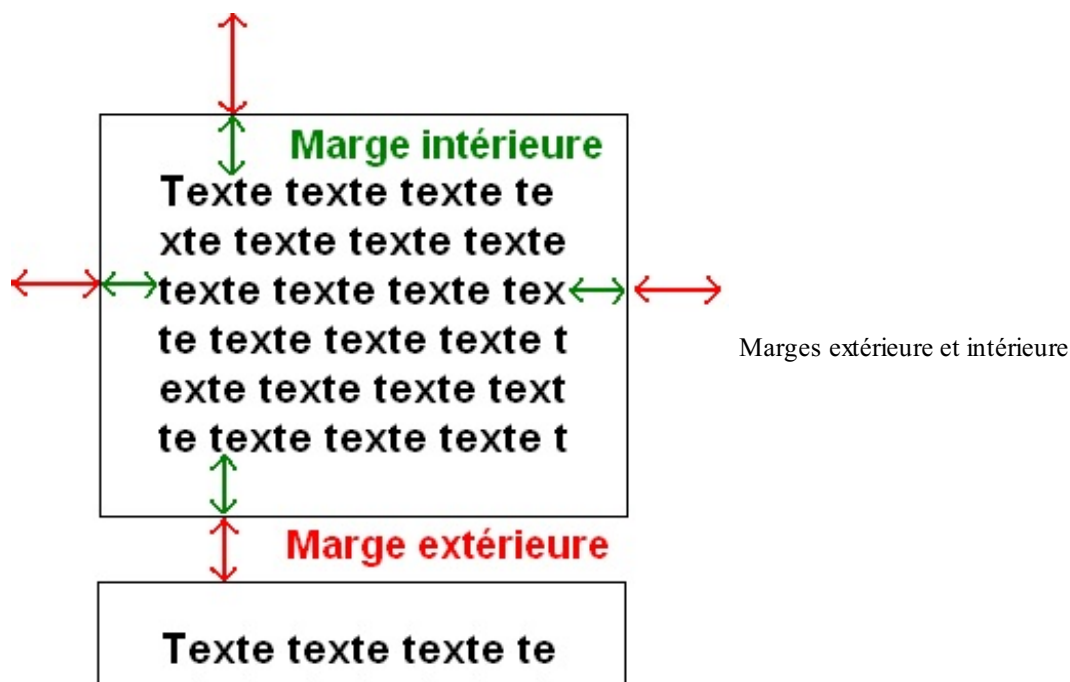 Marge intérieure
Texte texte texte te
xte texte texte texte
texte texte texte tex
te texte texte texte t
exte texte texte text
te texte texte texte t
Marges extérieure et intérieure
Marge extérieure
Texte texte texte te